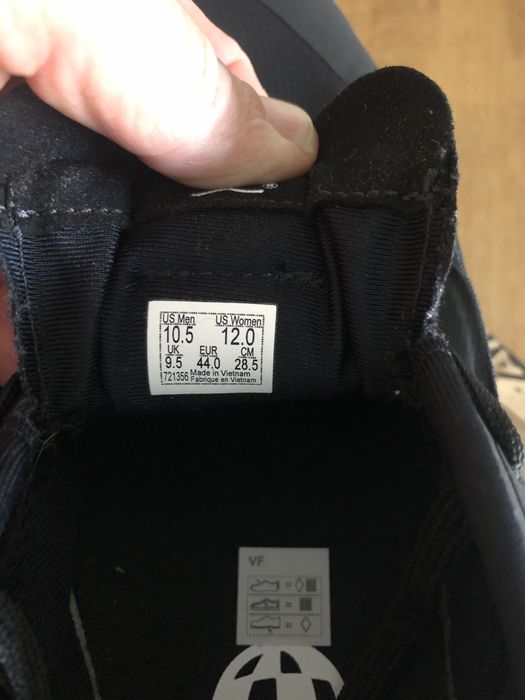 ®
US Men US Women
10.5 12.0
UK EUR CM
9.5 44.0 28.5
721356 Made in Vietnam
Fabrique en Vietnam
VF
=
=
=